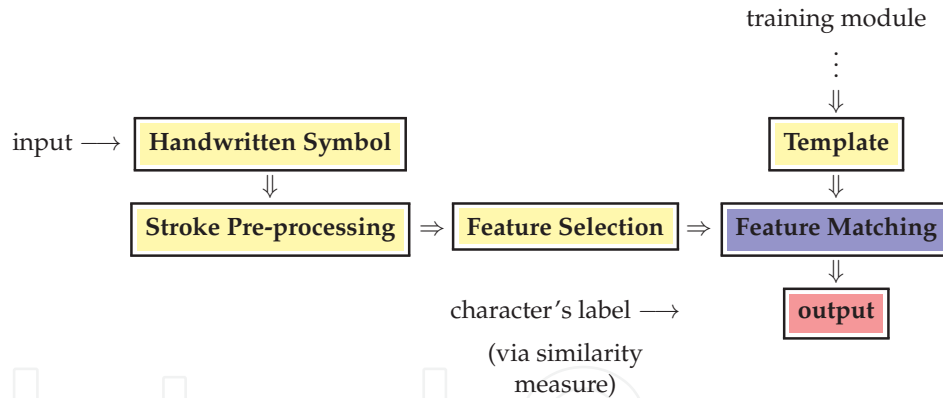 training module
⋮
⇓
input ⟶ Handwritten Symbol Template
⇓ ⇓
Stroke Pre-processing ⇒ Feature Selection ⇒ Feature Matching
⇓
character's label ⟶ output
(via similarity
measure)